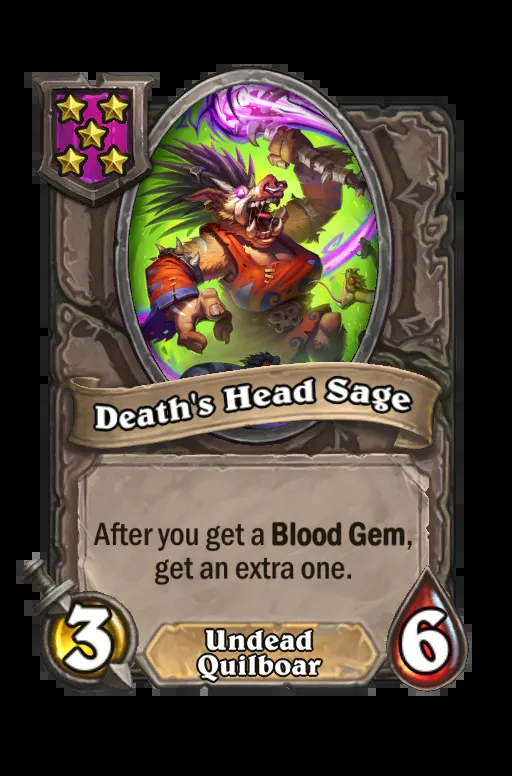 Death's Head Sage
After you get a Blood Gem,
get an extra one.
3
Undead
Quilboar
6